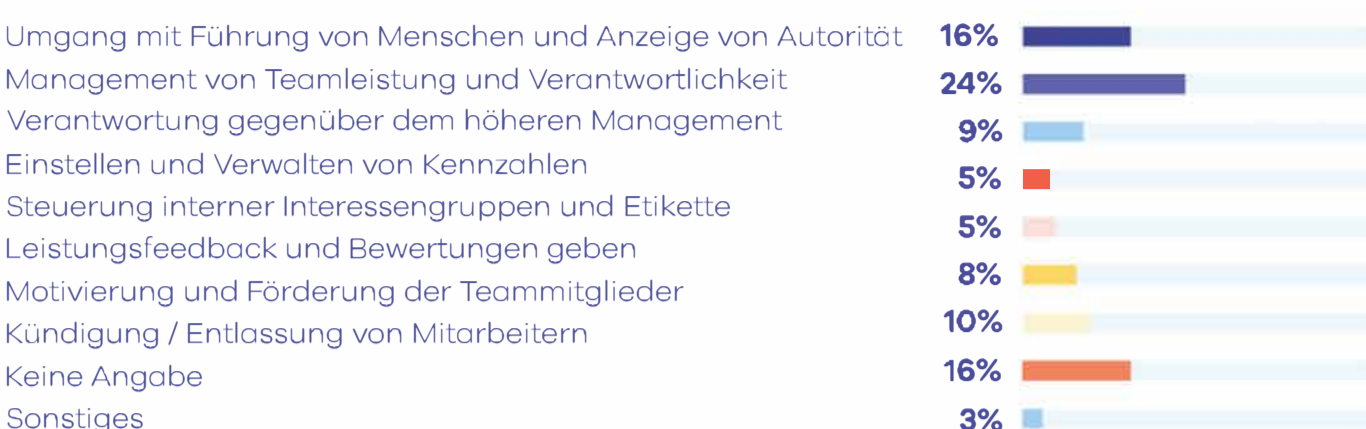 Umgang mit Führung von Menschen und Anzeige von Autorität 16%
Management von Teamleistung und Verantwortlichkeit 24%
Verantwortung gegenüber dem höheren Management 9%
Einstellen und Verwalten von Kennzahlen 5%
Steuerung interner Interessengruppen und Etikette 5%
Leistungsfeedback und Bewertungen geben 8%
Motivierung und Förderung der Teammitglieder 10%
Kündigung / Entlassung von Mitarbeitern 16%
Keine Angabe 3%
Sonstiges